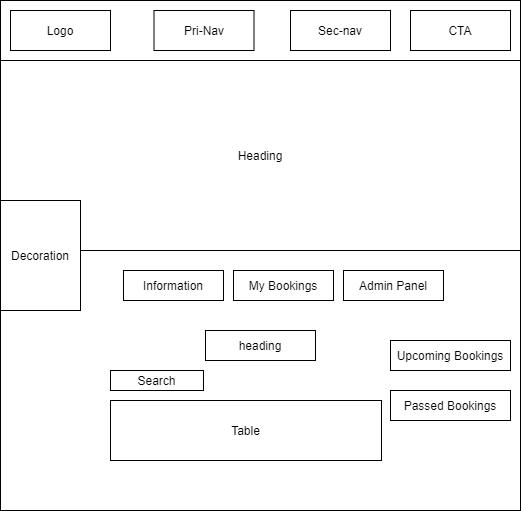 Logo
Pri-Nav
Sec-nav
CTA
Heading
Decoration
Information
My Bookings
Admin Panel
heading
Upcoming Bookings
Search
Passed Bookings
Table